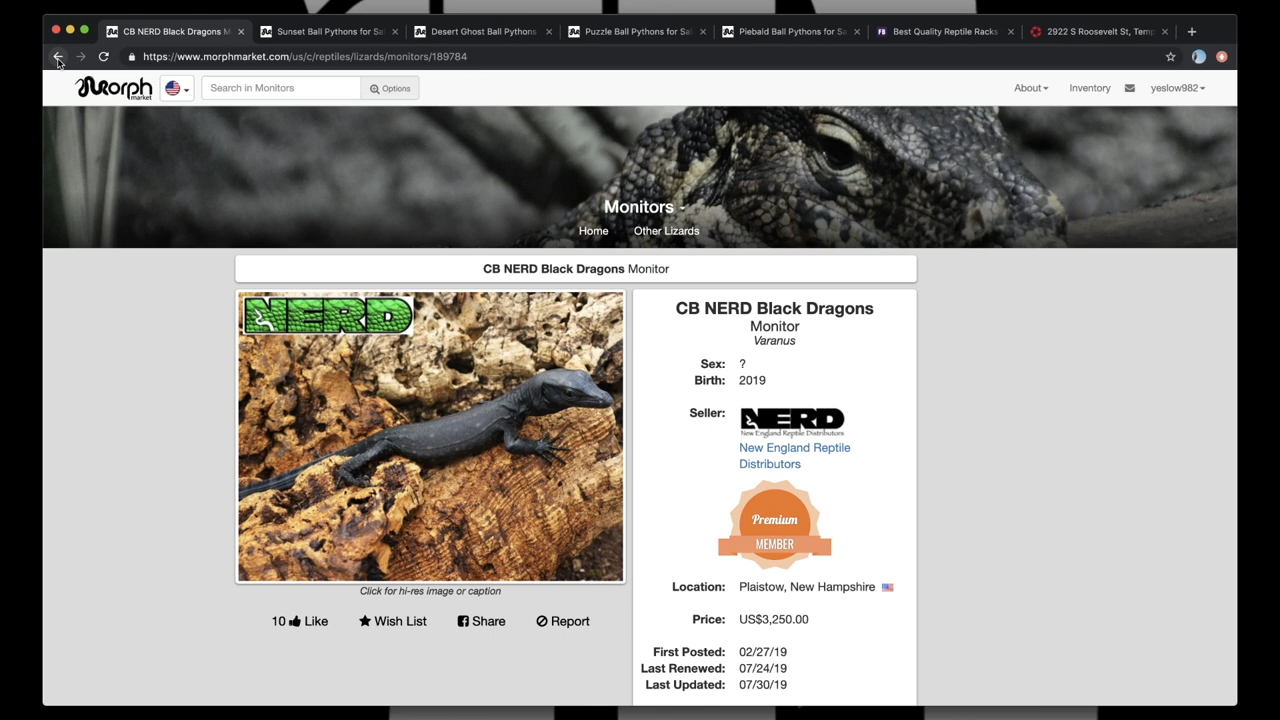 CB NERD Black Dragons M
Sunset Ball Pythons for Sal
Desert Ghost Ball Pythons
Puzzle Ball Pythons for Sal
Piebald Ball Pythons for Sa
Best Quality Reptile Racks
2922 S Roosevelt St, Temp
https://www.morphmarket.com/us/c/reptiles/lizards/monitors/189784
Morph market
Search in Monitors
Options
About
Inventory
yeslow982
Monitors
Home Other Lizards
CB NERD Black Dragons Monitor
NERD
Click for hi-res image or caption
10 Like Wish List Share Report
CB NERD Black Dragons
Monitor
Varanus
Sex: ?
Birth: 2019
Seller: NERD
New England Reptile Distributors
New England Reptile
Distributors
Premium
MEMBER
Location: Plaistow, New Hampshire
Price: US$3,250.00
First Posted: 02/27/19
Last Renewed: 07/24/19
Last Updated: 07/30/19